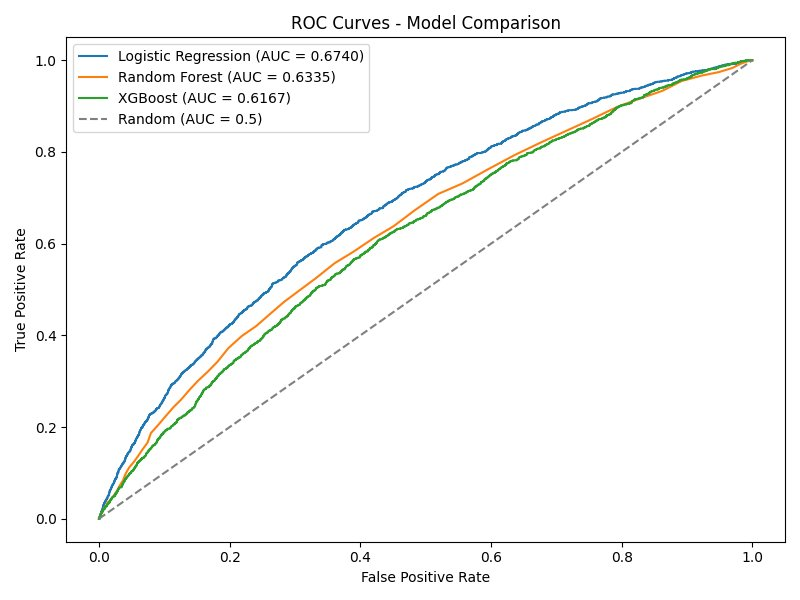 ROC Curves - Model Comparison
Logistic Regression (AUC = 0.6740)
Random Forest (AUC = 0.6335)
XGBoost (AUC = 0.6167)
Random (AUC = 0.5)
True Positive Rate
1.0
0.8
0.6
0.4
0.2
0.0
0.0 0.2 0.4 0.6 0.8 1.0
False Positive Rate